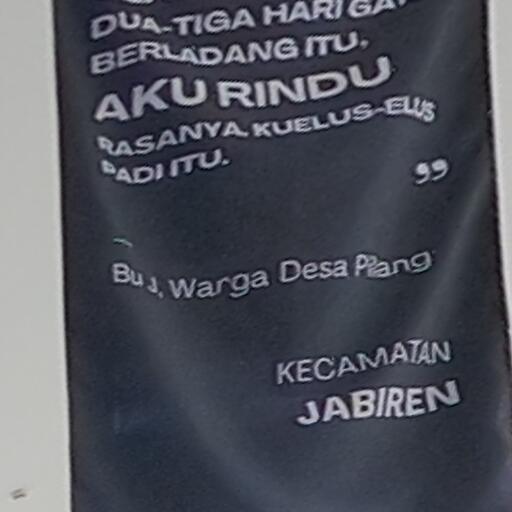 DUA-TIGA HARI GA
BERLADANG ITU,
AKU RINDU
RASANYA. KUELUS-ELUS
PADI ITU.
99
Bu J, Warga Desa Pilang
KECAMATAN
JABIREN